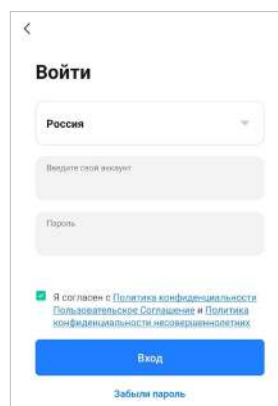 Войти
Россия
Введите свой аккаунт
Пароль
Я согласен с Политика конфиденциальности
Пользовательское Соглашение и Политика
конфиденциальности несовершеннолетних
Вход
Забыли пароль